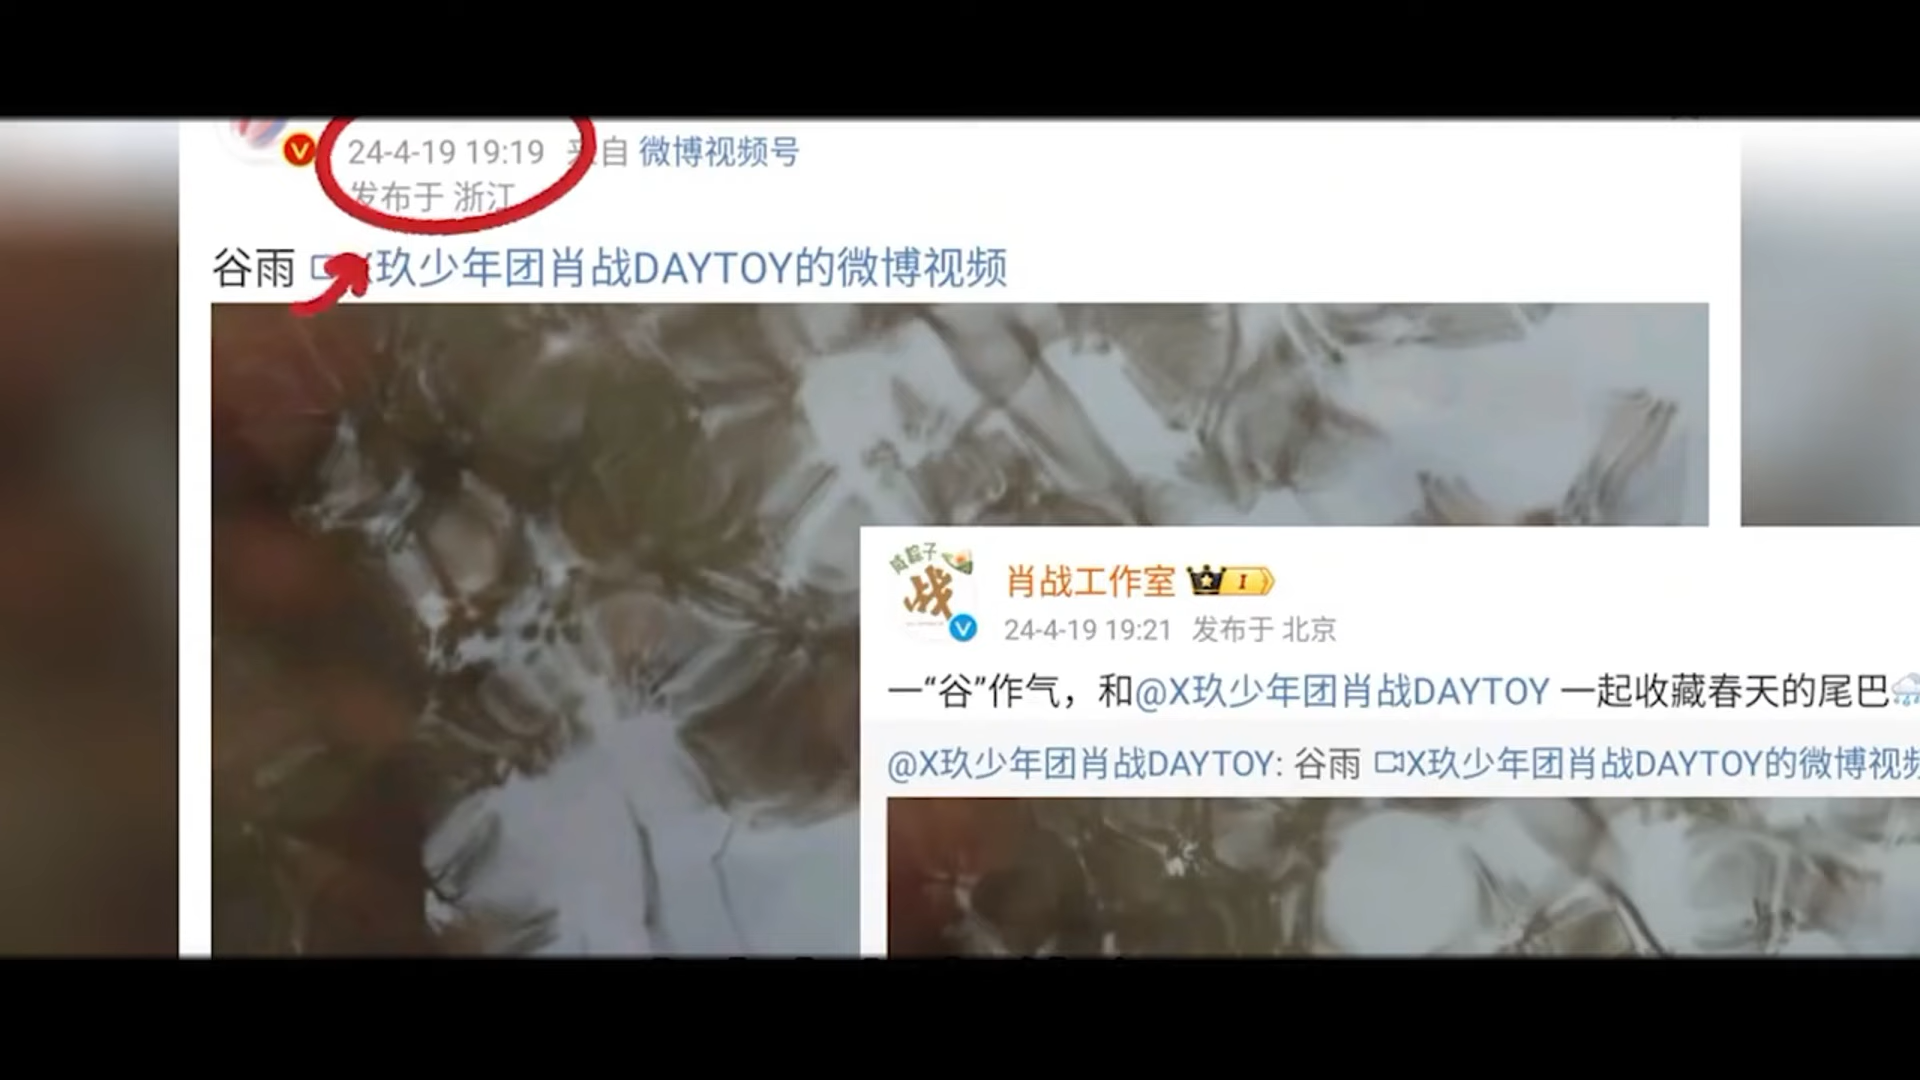 24-4-19 19:19 来自 微博视频号
发布于 浙江
谷雨 X玖少年团肖战DAYTOY的微博视频
肖战工作室 I
24-4-19 19:21 发布于 北京
一“谷”作气，和@X玖少年团肖战DAYTOY 一起收藏春天的尾巴
@X玖少年团肖战DAYTOY: 谷雨 X玖少年团肖战DAYTOY的微博视频
战